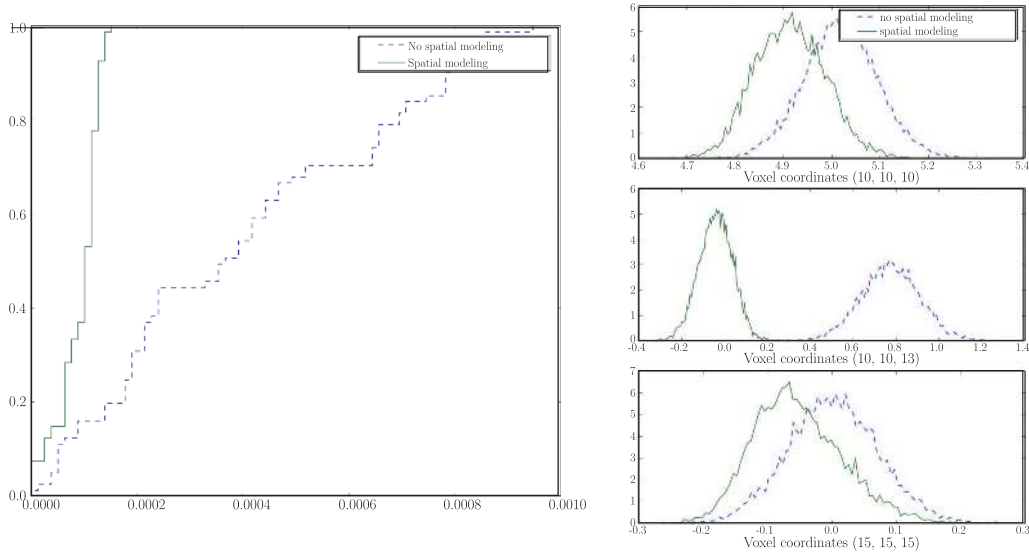 1.0
0.8
0.6
0.4
0.2
0.0
0.0000 0.0002 0.0004 0.0006 0.0008 0.0010
No spatial modeling
Spatial modeling
6
5
4
3
2
1
0
4.6 4.7 4.8 4.9 5.0 5.1 5.2 5.3 5.4
no spatial modeling
spatial modeling
Voxel coordinates (10, 10, 10)
6
5
4
3
2
1
0
-0.4 -0.2 0.0 0.2 0.4 0.6 0.8 1.0 1.2 1.4
Voxel coordinates (10, 10, 13)
7
6
5
4
3
2
1
0
-0.3 -0.2 -0.1 0.0 0.1 0.2 0.3
Voxel coordinates (15, 15, 15)